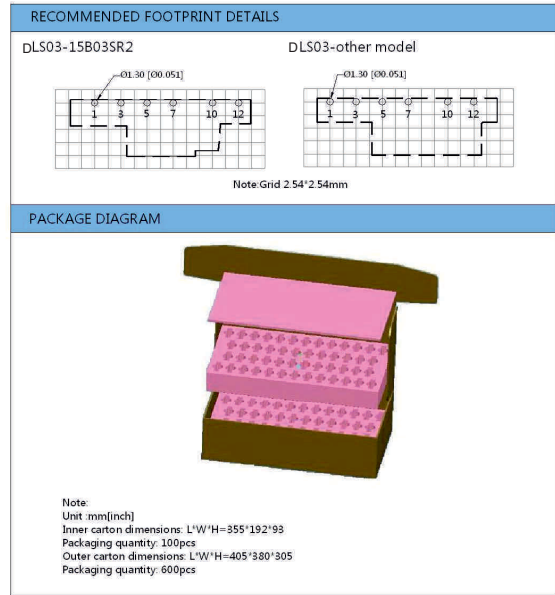 RECOMMENDED FOOTPRINT DETAILS
DLS03-15B03SR2
DLS03-other model
Ø1.30 [Ø0.051]
Ø1.30 [Ø0.051]
1 3 5 7 10 12
1 3 5 7 10 12
Note:Grid 2.54*2.54mm
PACKAGE DIAGRAM
Note:
Unit :mm[inch]
Inner carton dimensions: L*W*H=355*192*93
Packaging quantity: 100pcs
Outer carton dimensions: L*W*H=405*380*305
Packaging quantity: 600pcs